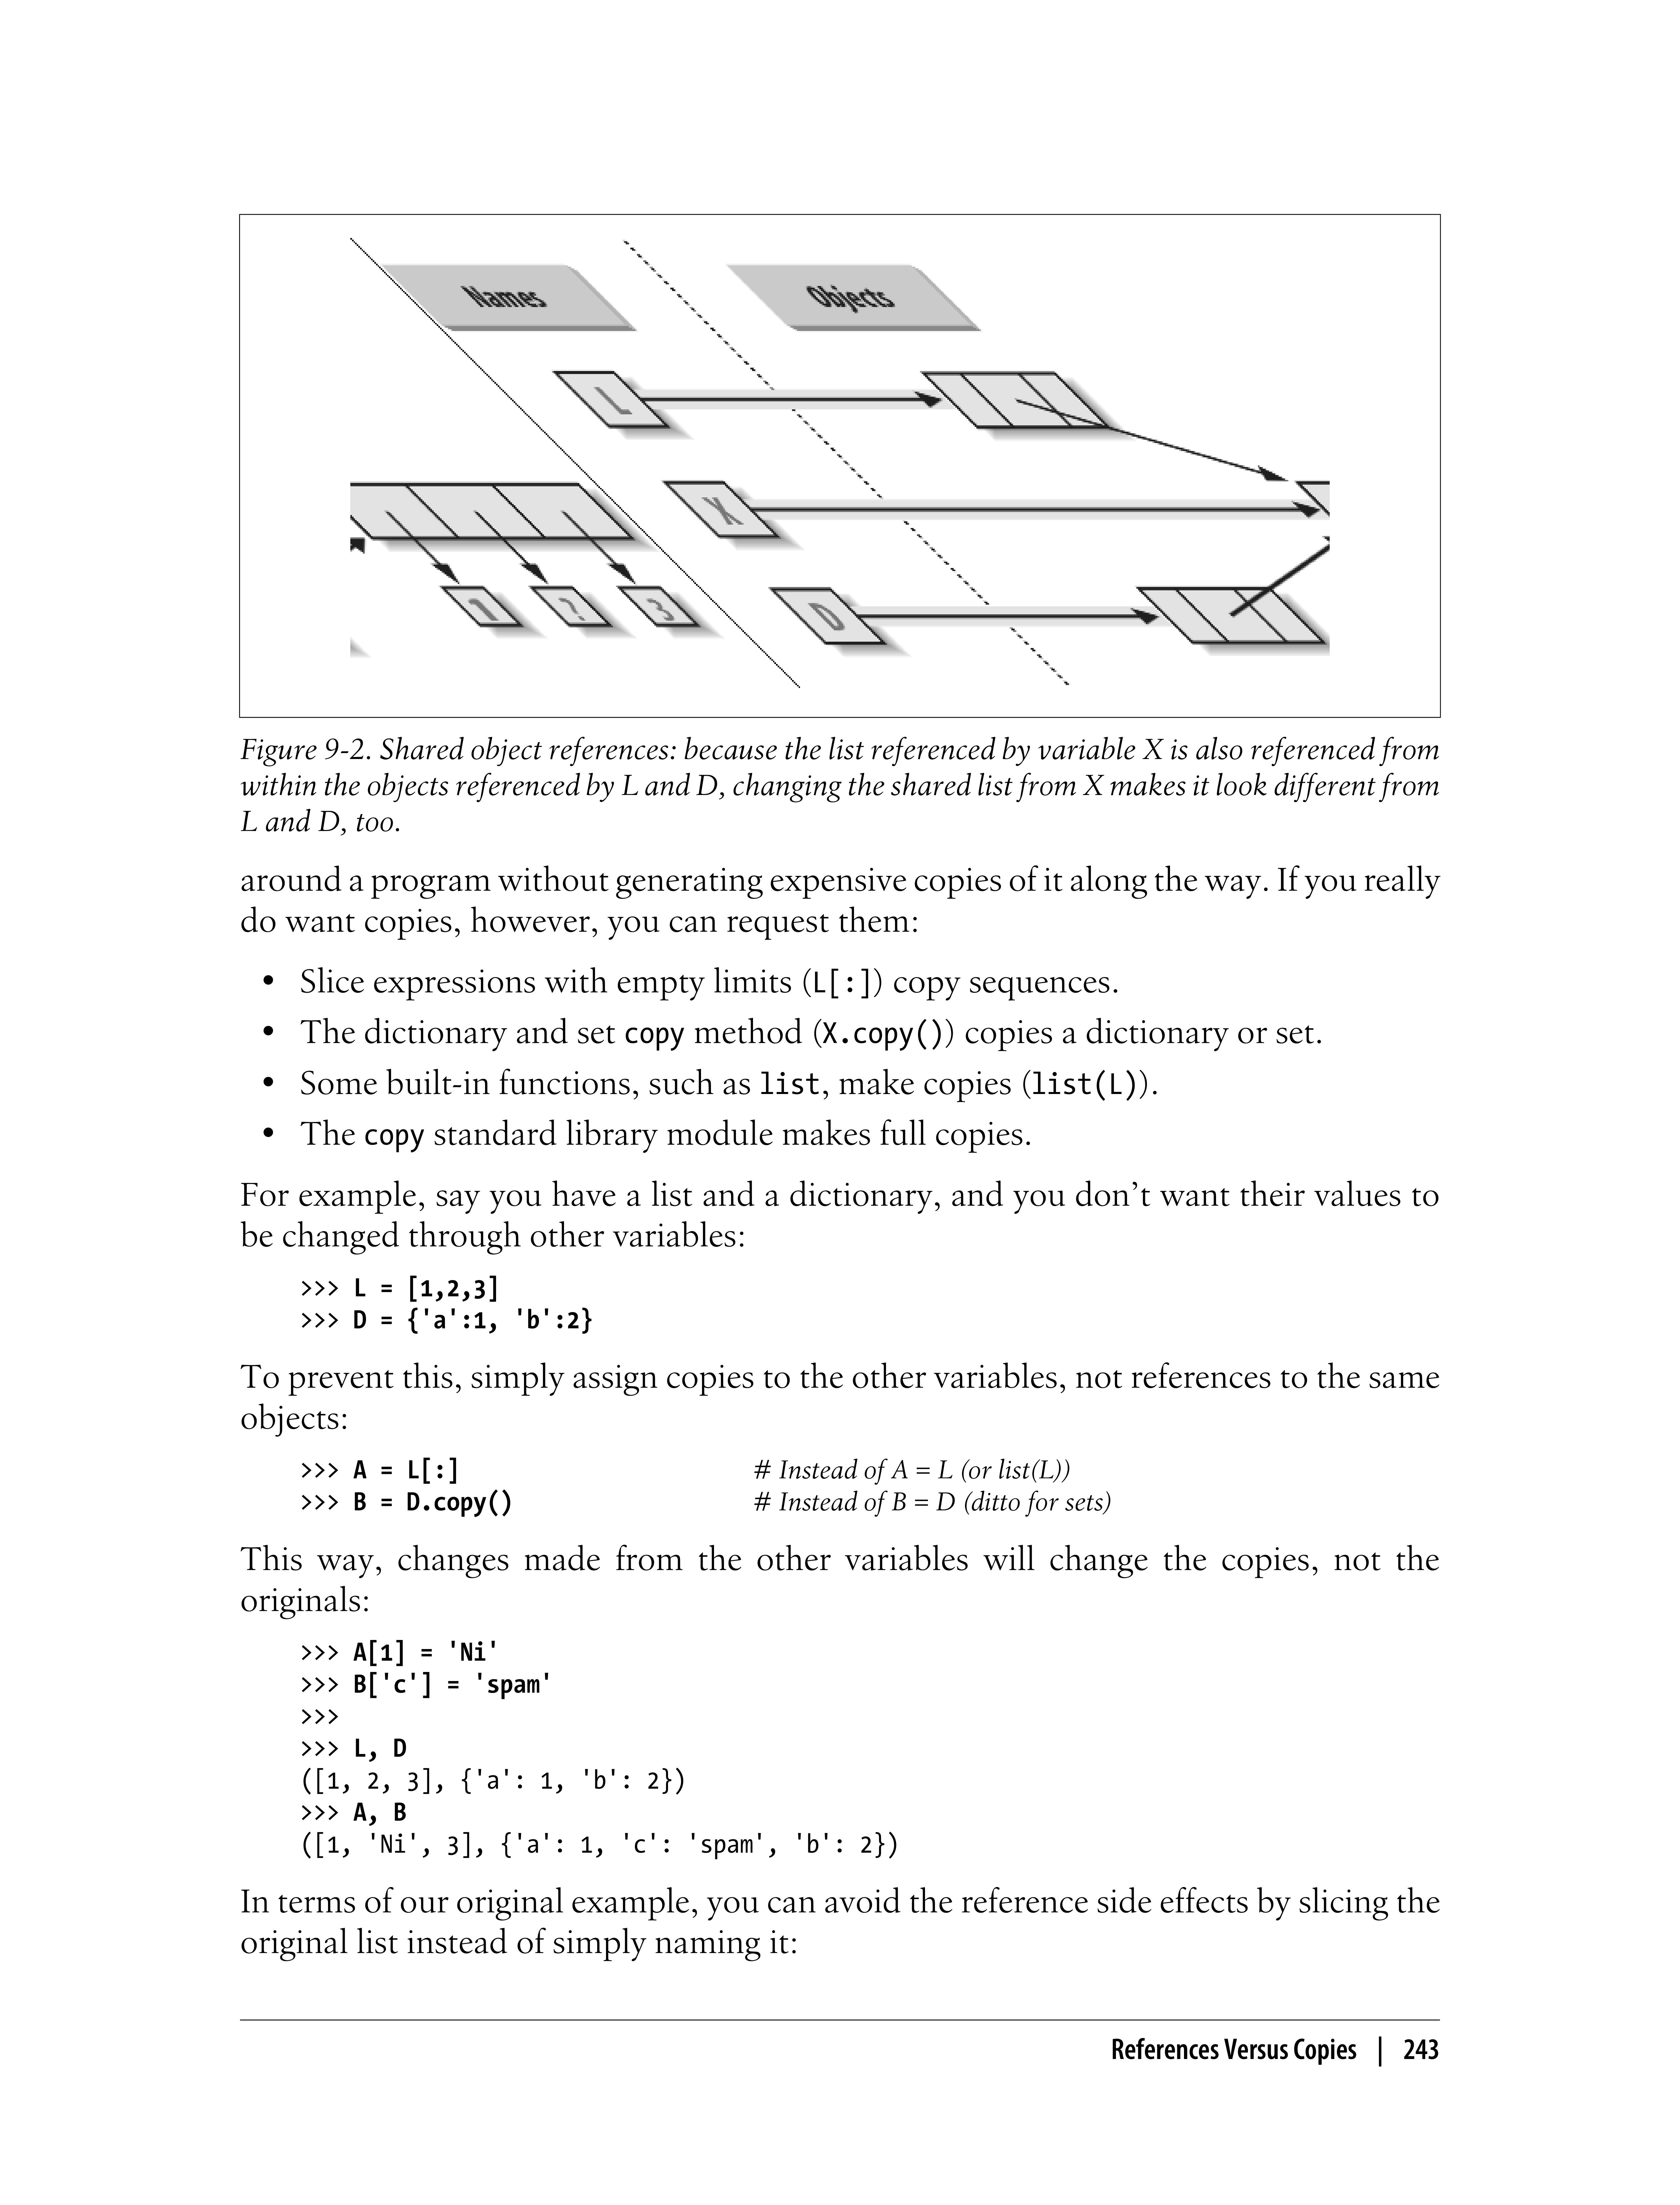 Names
Objects
L
X
1
?
3
D
Figure 9-2. Shared object references: because the list referenced by variable X is also referenced from
within the objects referenced by L and D, changing the shared list from X makes it look different from
L and D, too.
around a program without generating expensive copies of it along the way. If you really
do want copies, however, you can request them:
• Slice expressions with empty limits (L[:]) copy sequences.
• The dictionary and set copy method (X.copy()) copies a dictionary or set.
• Some built-in functions, such as list, make copies (list(L)).
• The copy standard library module makes full copies.
For example, say you have a list and a dictionary, and you don’t want their values to
be changed through other variables:
>>> L = [1,2,3]
>>> D = {'a':1, 'b':2}
To prevent this, simply assign copies to the other variables, not references to the same
objects:
>>> A = L[:] # Instead of A = L (or list(L))
>>> B = D.copy() # Instead of B = D (ditto for sets)
This way, changes made from the other variables will change the copies, not the
originals:
>>> A[1] = 'Ni'
>>> B['c'] = 'spam'
>>>
>>> L, D
([1, 2, 3], {'a': 1, 'b': 2})
>>> A, B
([1, 'Ni', 3], {'a': 1, 'c': 'spam', 'b': 2})
In terms of our original example, you can avoid the reference side effects by slicing the
original list instead of simply naming it:
References Versus Copies | 243